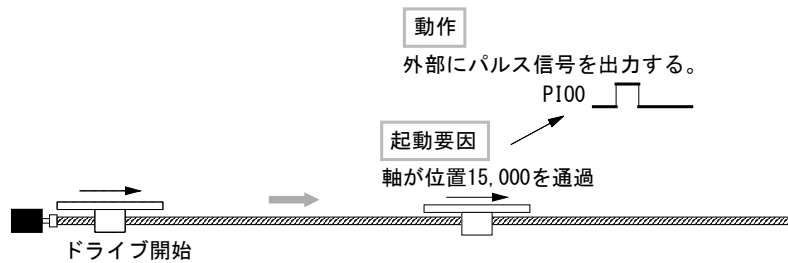 動作
外部にパルス信号を出力する。
PIO0
起動要因
軸が位置15,000を通過
ドライブ開始